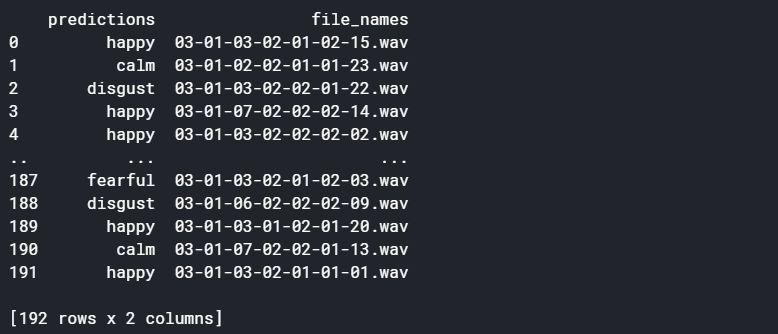 predictions file_names
0 happy 03-01-03-02-01-02-15.wav
1 calm 03-01-02-02-01-01-23.wav
2 disgust 03-01-03-02-02-01-22.wav
3 happy 03-01-07-02-02-02-14.wav
4 happy 03-01-03-02-02-02-02.wav
.. ... ...
187 fearful 03-01-03-02-01-02-03.wav
188 disgust 03-01-06-02-02-02-09.wav
189 happy 03-01-03-01-02-01-20.wav
190 calm 03-01-07-02-02-01-13.wav
191 happy 03-01-03-02-01-01-01.wav
[192 rows x 2 columns]